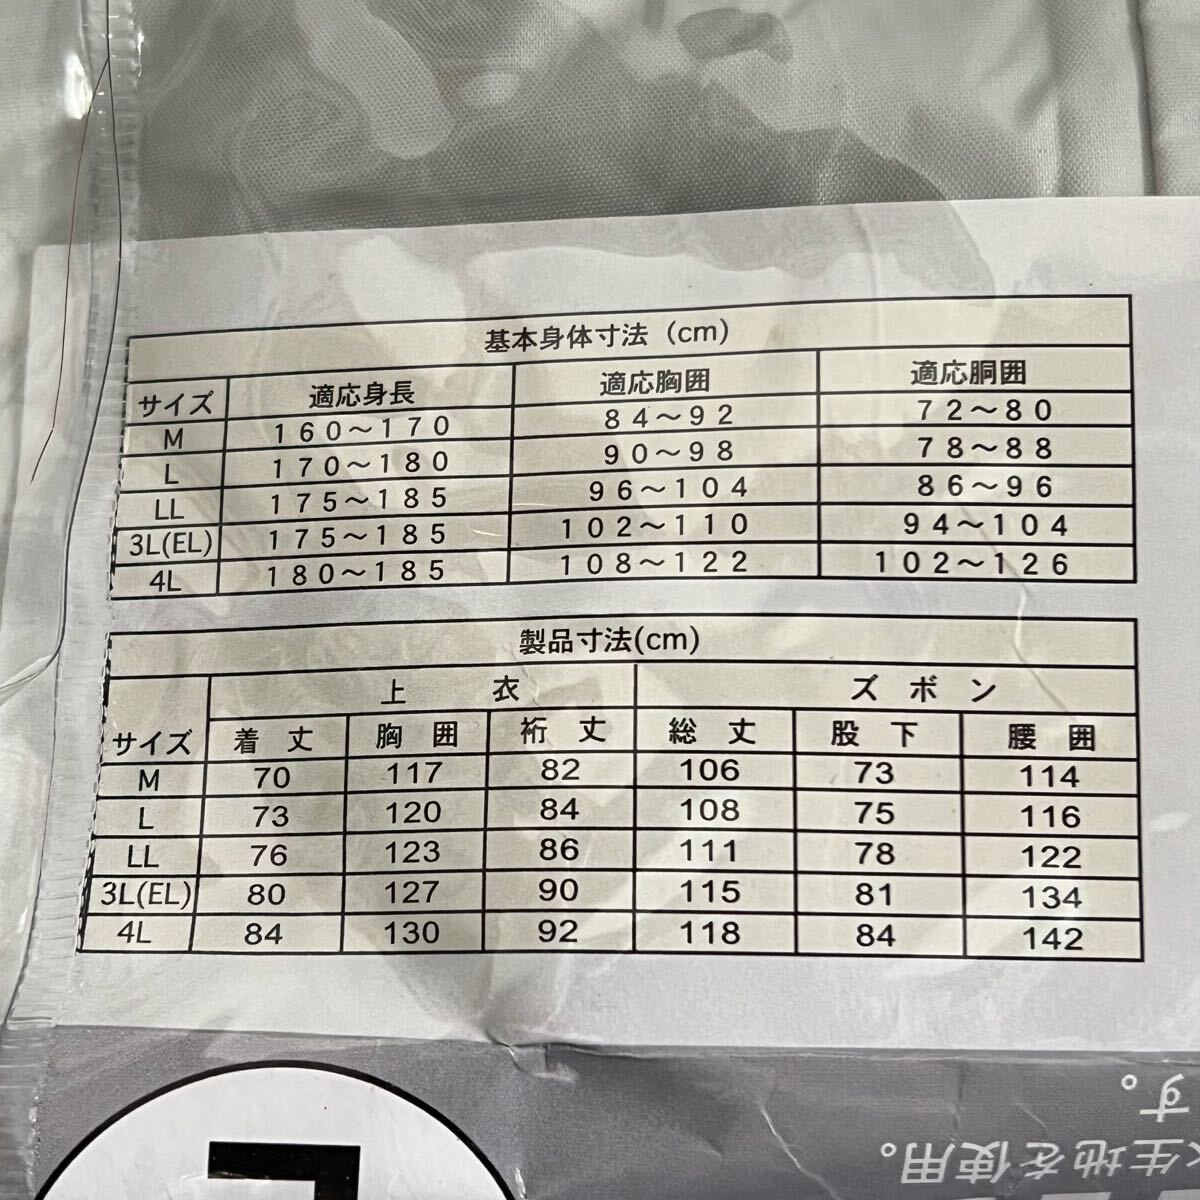 基本身体寸法（cm）
サイズ 適応身長 適応胸囲 適応胴囲
M 160～170 84～92 72～80
L 170～180 90～98 78～88
LL 175～185 96～104 86～96
3L(EL) 175～185 102～110 94～104
4L 180～185 108～122 102～126
製品寸法(cm)
上 衣 ズ ボ ン
サイズ 着 丈 胸 囲 裄 丈 総 丈 股 下 腰 囲
M 70 117 82 106 73 114
L 73 120 84 108 75 116
LL 76 123 86 111 78 122
3L(EL) 80 127 90 115 81 134
4L 84 130 92 118 84 142
す。
生地を使用。